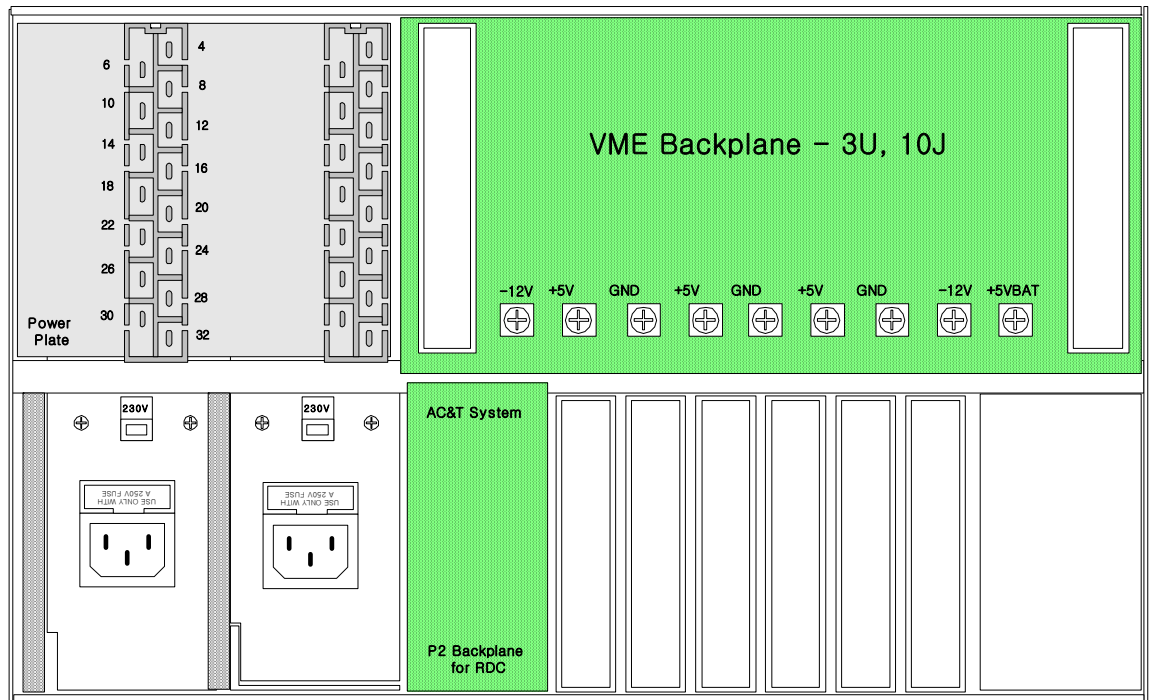 4
6
8
10
12
14
16
18
20
22
24
26
28
30
32
Power
Plate
VME Backplane - 3U, 10J
-12V +5V GND +5V GND +5V GND -12V +5VBAT
230V
USE ONLY WITH
A 250V FUSE
230V
USE ONLY WITH
A 250V FUSE
AC&T System
P2 Backplane
for RDC